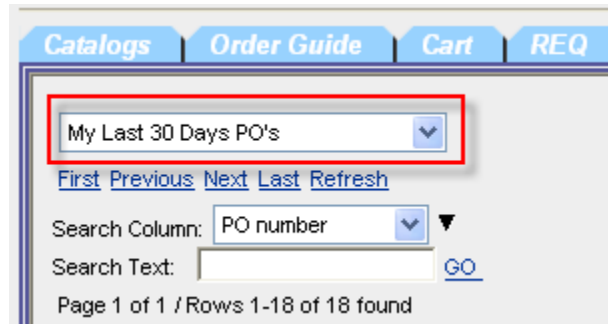 Catalogs Order Guide Cart REQ
My Last 30 Days PO's
First Previous Next Last Refresh
Search Column: PO number
Search Text: GO
Page 1 of 1 / Rows 1-18 of 18 found